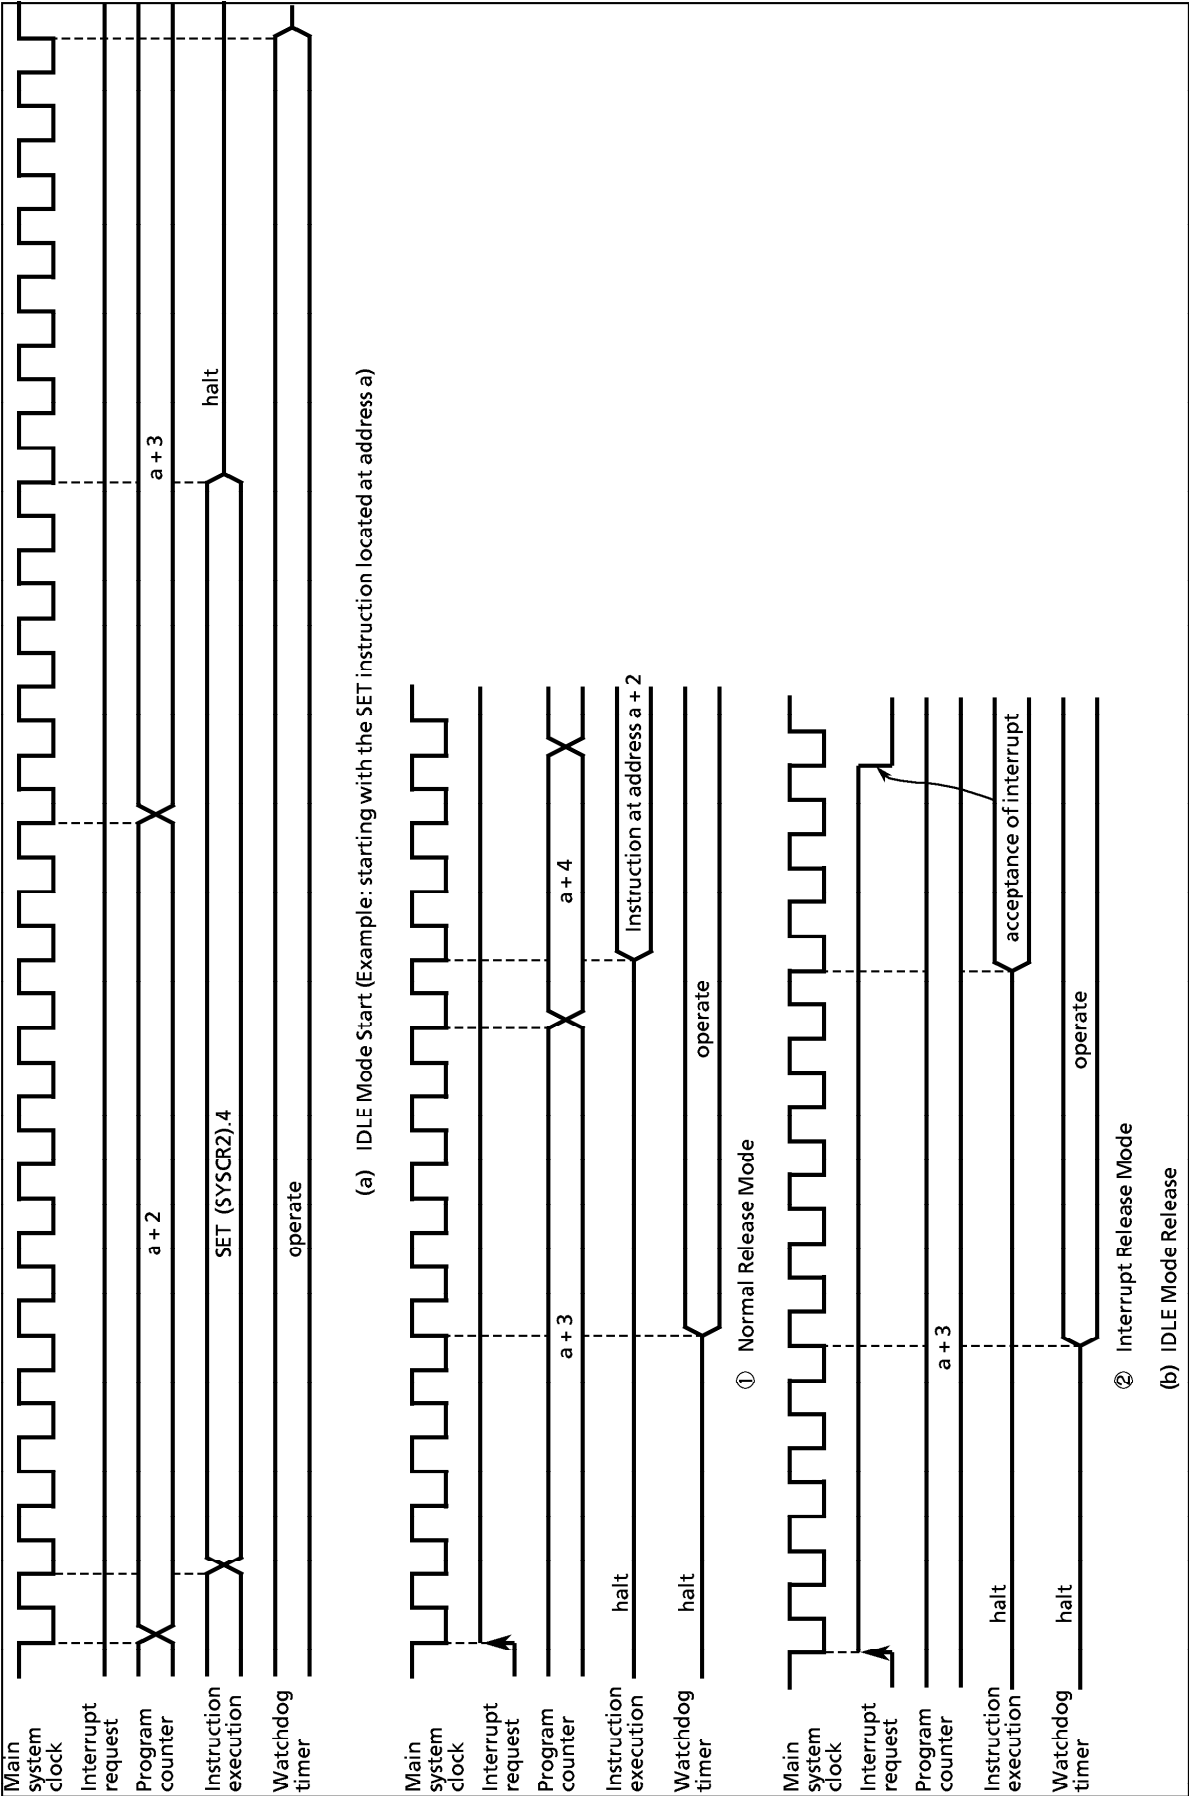 Main
system
clock
Interrupt
request
Program
counter
a + 2
a + 3
Instruction
execution
SET (SYSCR2).4
halt
Watchdog
timer
operate
(a) IDLE Mode Start (Example: starting with the SET instruction located at address a)
Main
system
clock
Interrupt
request
Program
counter
a + 3
a + 4
Instruction
execution
halt
Instruction at address a + 2
Watchdog
timer
halt
operate
① Normal Release Mode
Main
system
clock
Interrupt
request
Program
counter
a + 3
Instruction
execution
halt
acceptance of interrupt
Watchdog
timer
halt
operate
② Interrupt Release Mode
(b) IDLE Mode Release